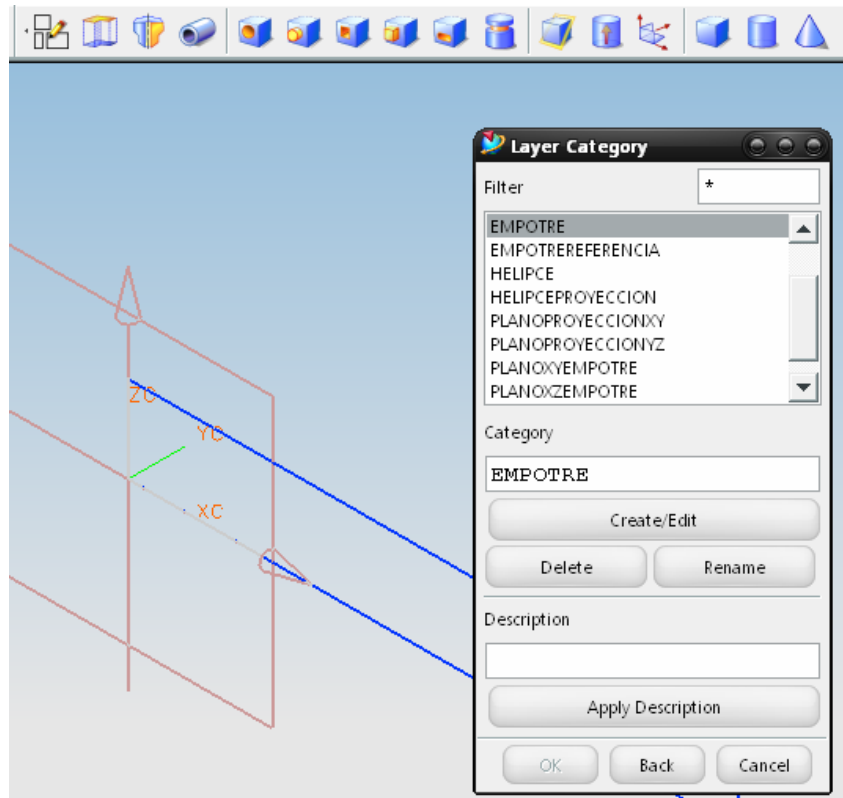 Layer Category
Filter
*
EMPOTRE
EMPOTREREFERENCIA
HELIPCE
HELIPCEPROYECCION
PLANOPROYECCIONXY
PLANOPROYECCIONYZ
PLANOXYEMPOTRE
PLANOXZEMPOTRE
Category
EMPOTRE
Create/Edit
Delete Rename
Description
Apply Description
OK Back Cancel
ZC
YC
XC